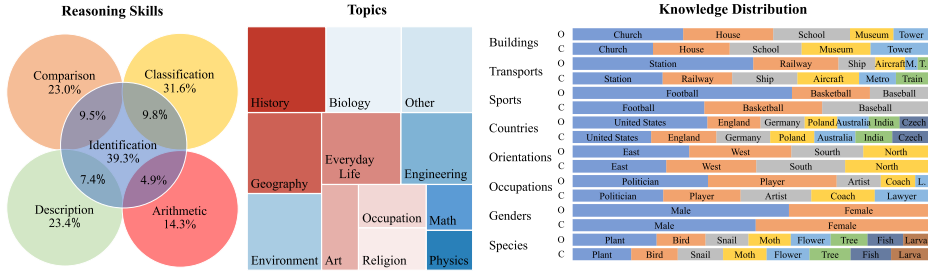 Reasoning Skills
Comparison
23.0%
Classification
31.6%
9.5%
9.8%
Identification
39.3%
7.4%
4.9%
Description
23.4%
Arithmetic
14.3%
Topics
History
Biology
Other
Geography
Everyday
Life
Engineering
Environment
Art
Occupation
Religion
Math
Physics
Knowledge Distribution
Buildings
O Church House School Museum Tower
C Church House School Museum Tower
Transports
O Station Railway Ship Aircraft M. T.
C Station Railway Ship Aircraft Metro Train
Sports
O Football Basketball Baseball
C Football Basketball Baseball
Countries
O United States England Germany Poland Australia India Czech
C United States England Germany Poland Australia India Czech
Orientations
O East West Sourth North
C East West South North
Occupations
O Politician Player Artist Coach L.
C Politician Player Artist Coach Lawyer
Genders
O Male Female
C Male Female
Species
O Plant Bird Snail Moth Flower Tree Fish Larva
C Plant Bird Snail Moth Flower Tree Fish Larva